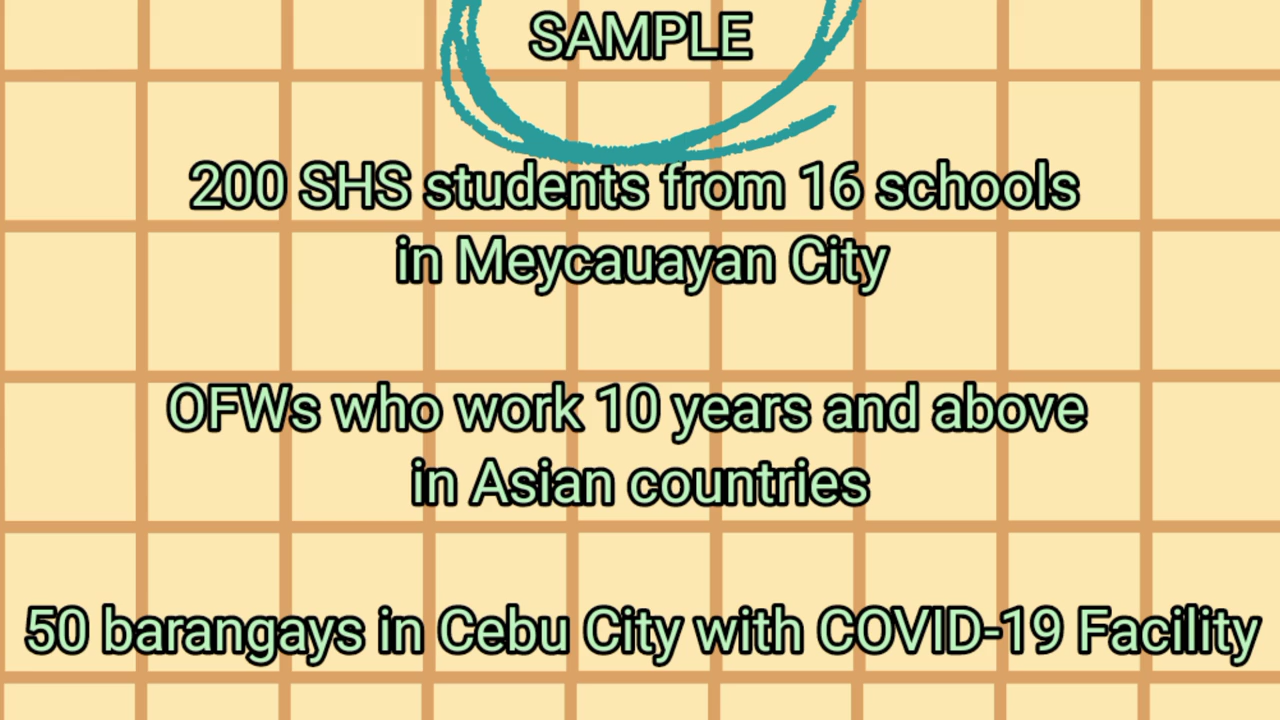 SAMPLE
200 SHS students from 16 schools
in Meycauayan City
OFWs who work 10 years and above
in Asian countries
50 barangays in Cebu City with COVID-19 Facility